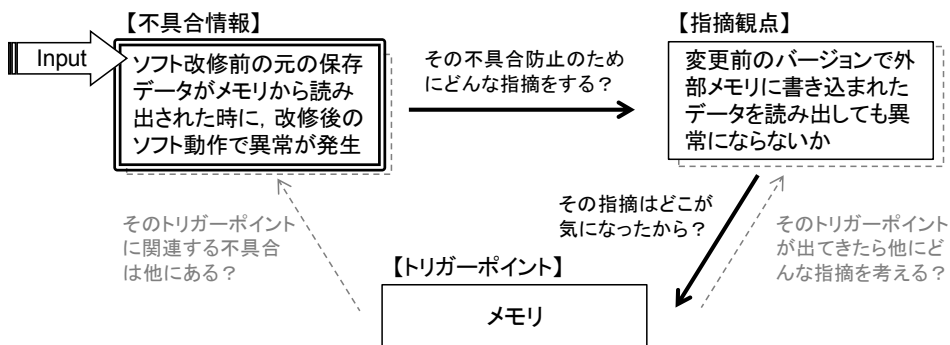 【不具合情報】
【指摘観点】
Input
ソフト改修前の元の保存
データがメモリから読み
出された時に，改修後の
ソフト動作で異常が発生
その不具合防止のため
にどんな指摘をする？
変更前のバージョンで外
部メモリに書き込まれた
データを読み出しても異
常にならないか
そのトリガーポイント
に関連する不具合
は他にある？
その指摘はどこが
気になったから？
そのトリガーポイント
が出てきたら他にど
んな指摘を考える？
【トリガーポイント】
メモリ